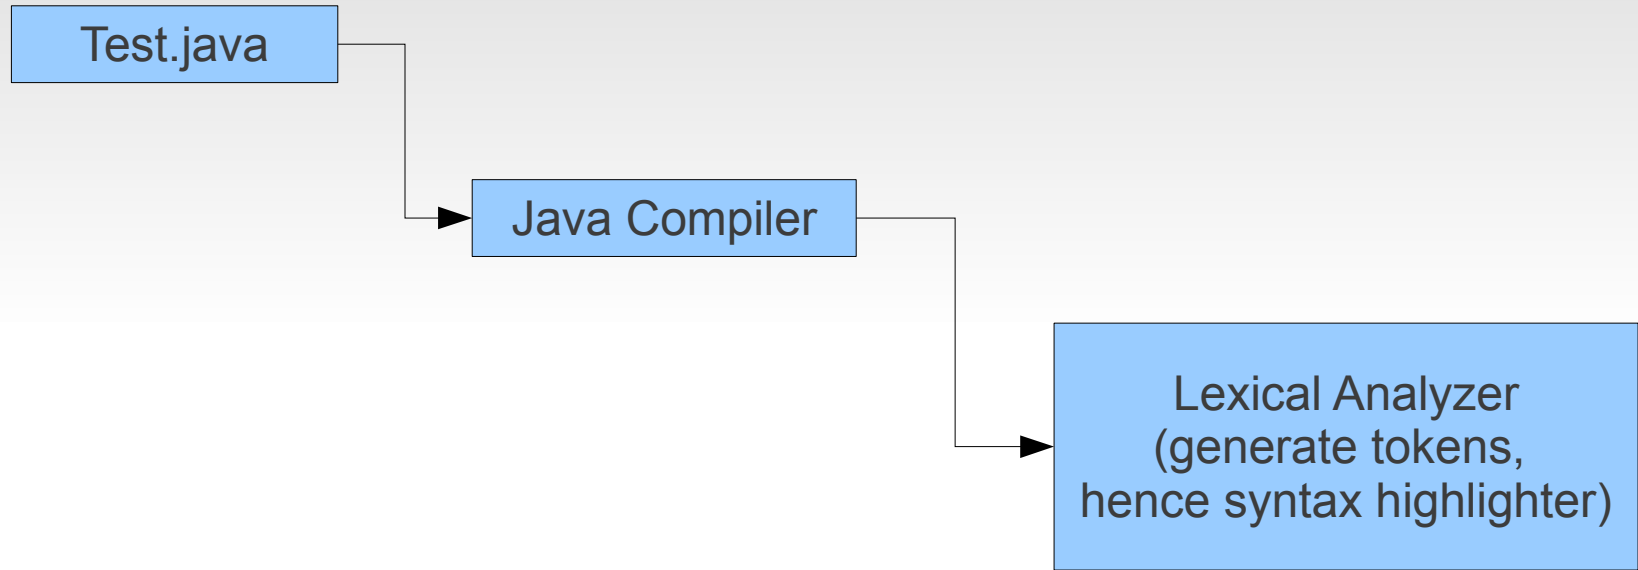 Test.java
Java Compiler
Lexical Analyzer
(generate tokens,
hence syntax highlighter)